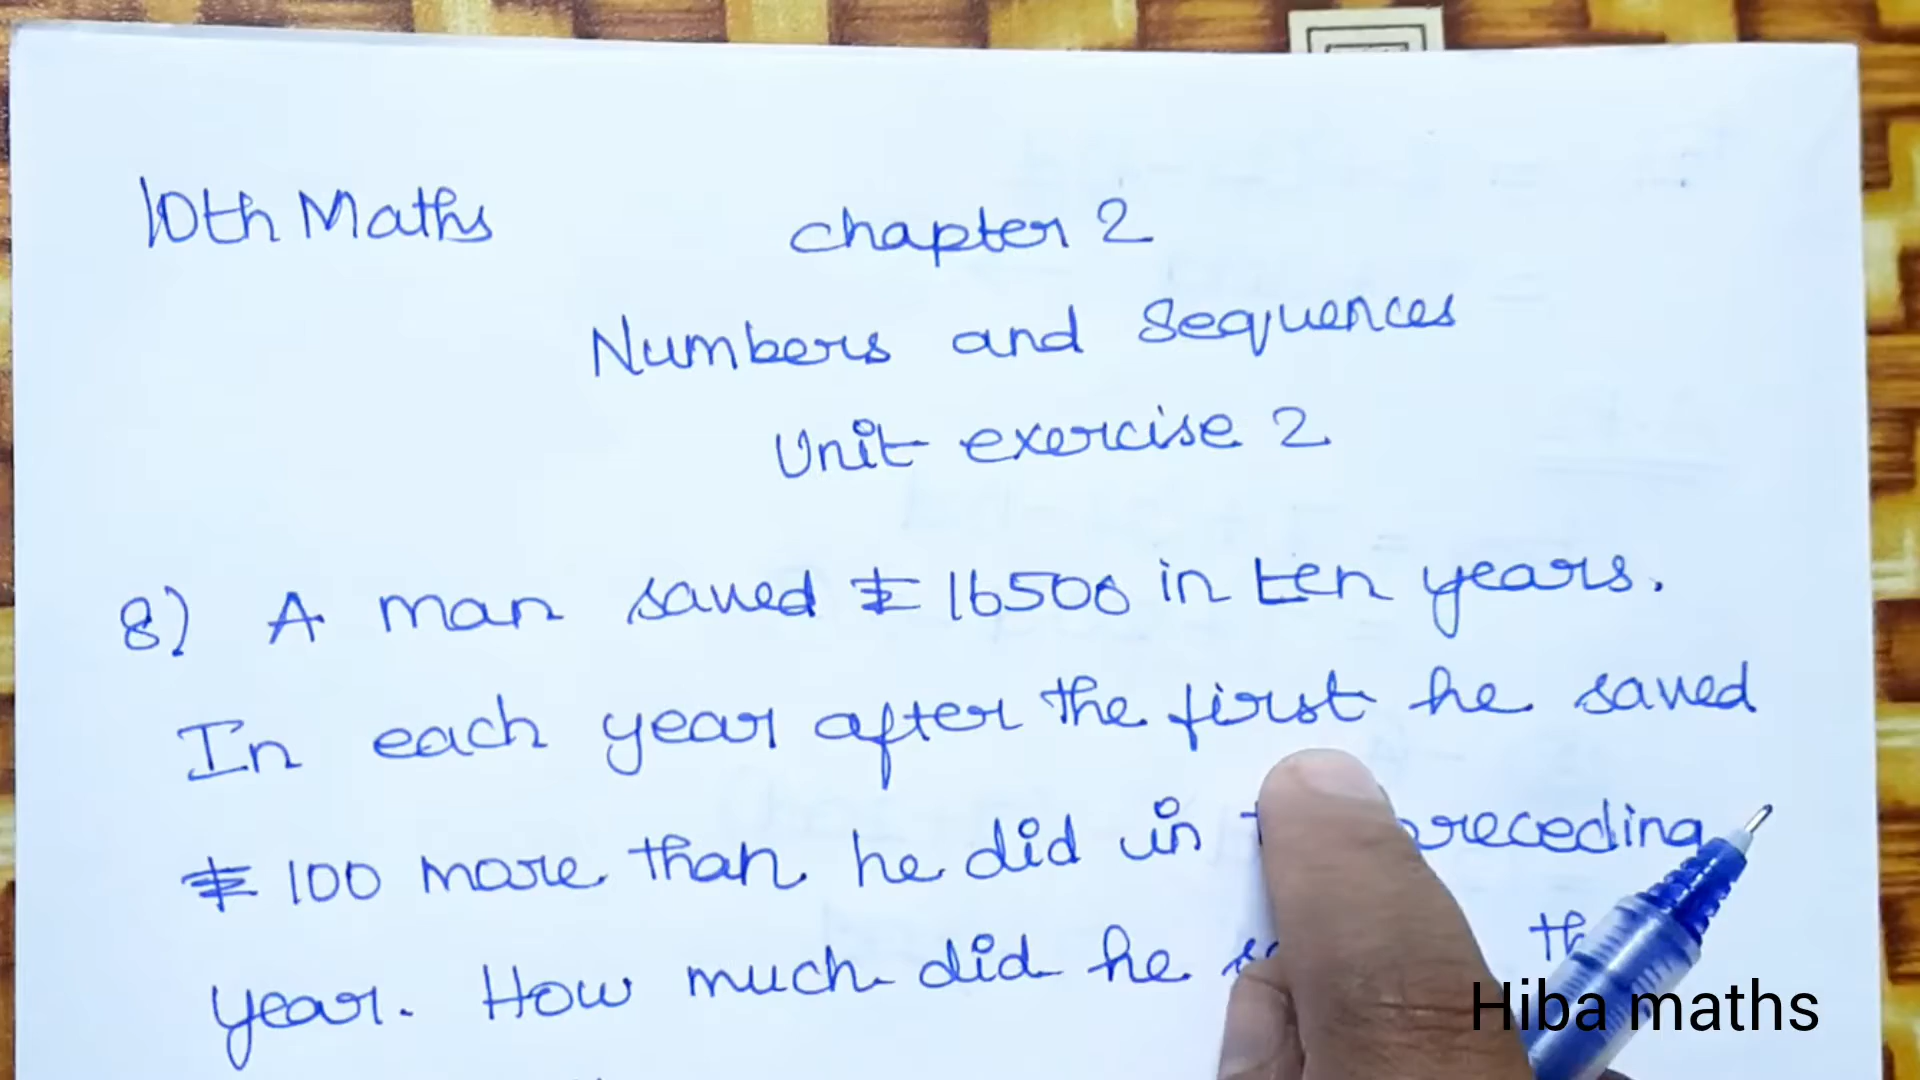 10th Maths
chapter 2
Numbers and Sequences
Unit exercise 2
8) A man saved ₹ 16500 in ten years.
In each year after the first he saved
₹ 100 more than he did in preceding
year. How much did he
Hiba maths